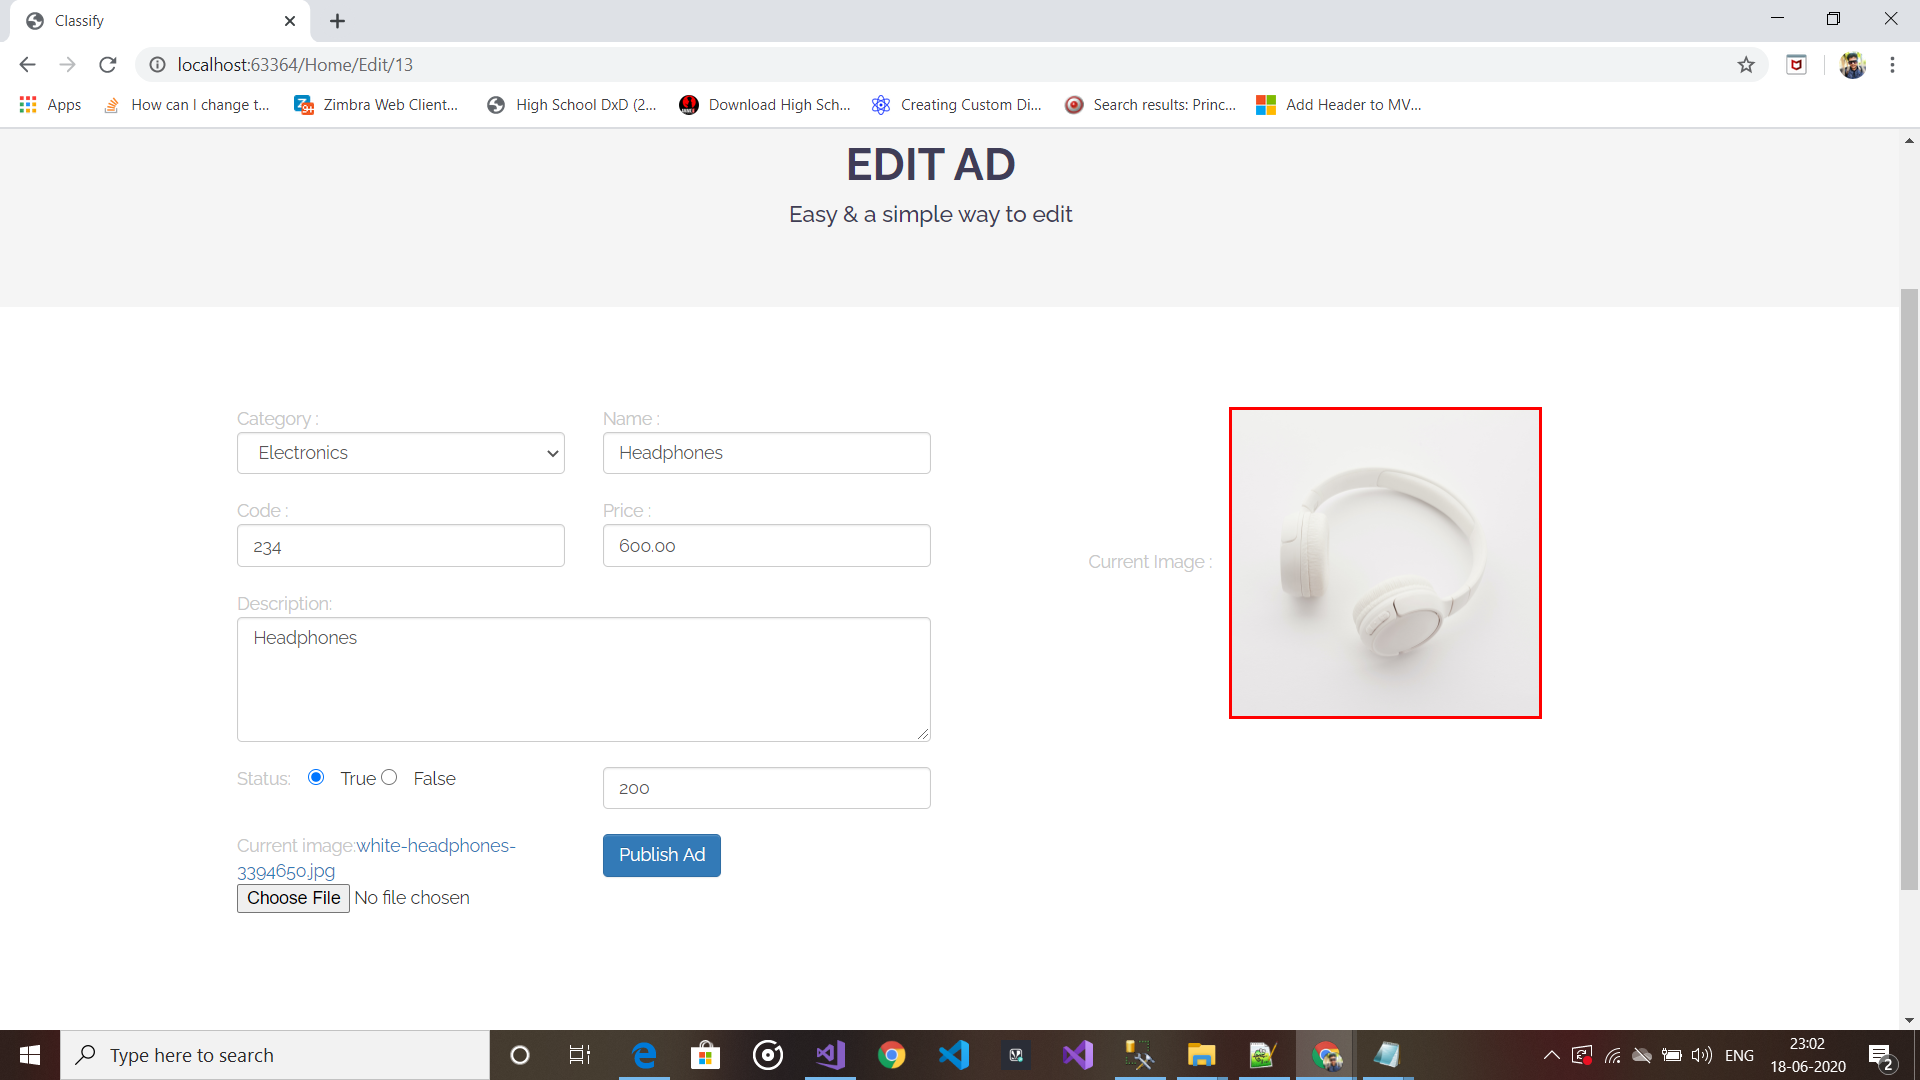 Classify
localhost:63364/Home/Edit/13
Apps
How can I change t...
Zimbra Web Client...
High School DxD (2...
Download High Sch...
Creating Custom Di...
Search results: Princ...
Add Header to MV...
EDIT AD
Easy & a simple way to edit
Category :
Name :
Electronics
Headphones
Code :
Price :
234
600.00
Current Image :
Description:
Headphones
Status:
True
False
200
Current image:white-headphones-
3394650.jpg
Publish Ad
Choose File No file chosen
Type here to search
ENG
23:02
18-06-2020
2